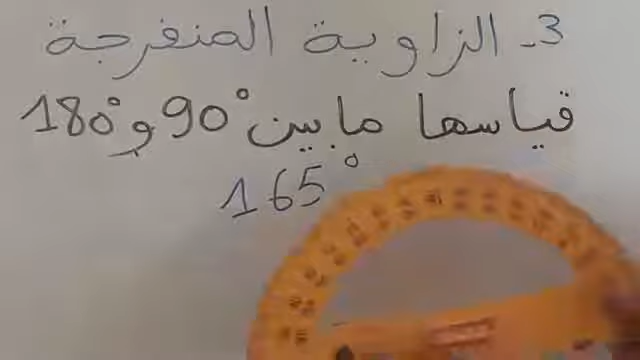 3- الزاوية المنفرجة
قياسها ما بين 90° و 180°
165°